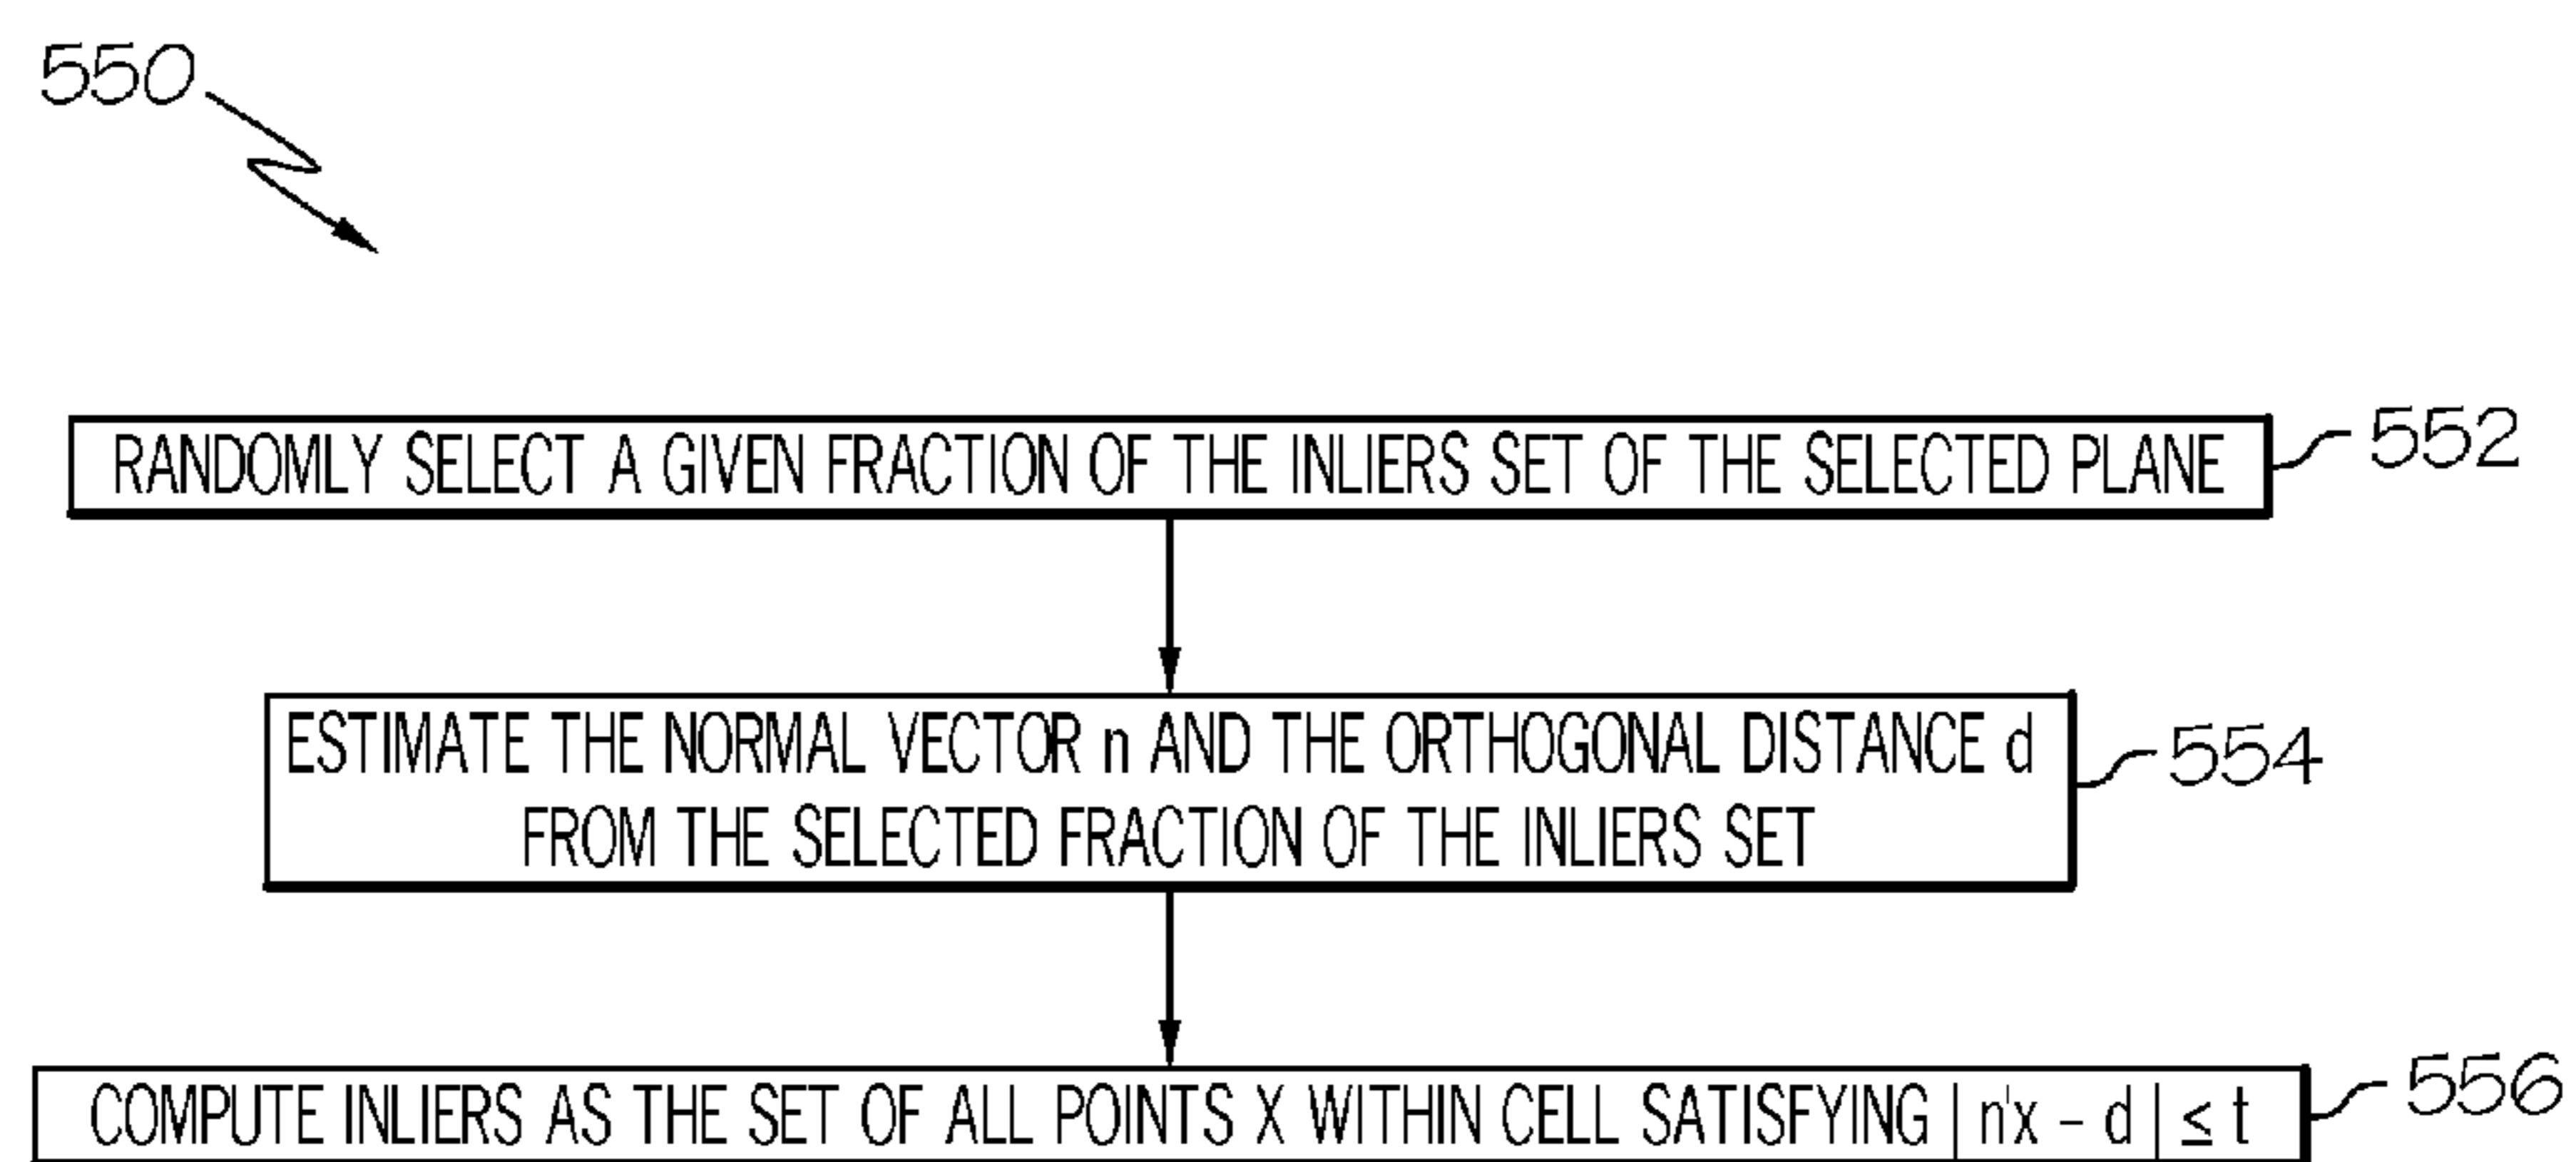 550
RANDOMLY SELECT A GIVEN FRACTION OF THE INLIERS SET OF THE SELECTED PLANE
552
ESTIMATE THE NORMAL VECTOR n AND THE ORTHOGONAL DISTANCE d
FROM THE SELECTED FRACTION OF THE INLIERS SET
554
COMPUTE INLIERS AS THE SET OF ALL POINTS X WITHIN CELL SATISFYING | n'x – d | ≤ t
556